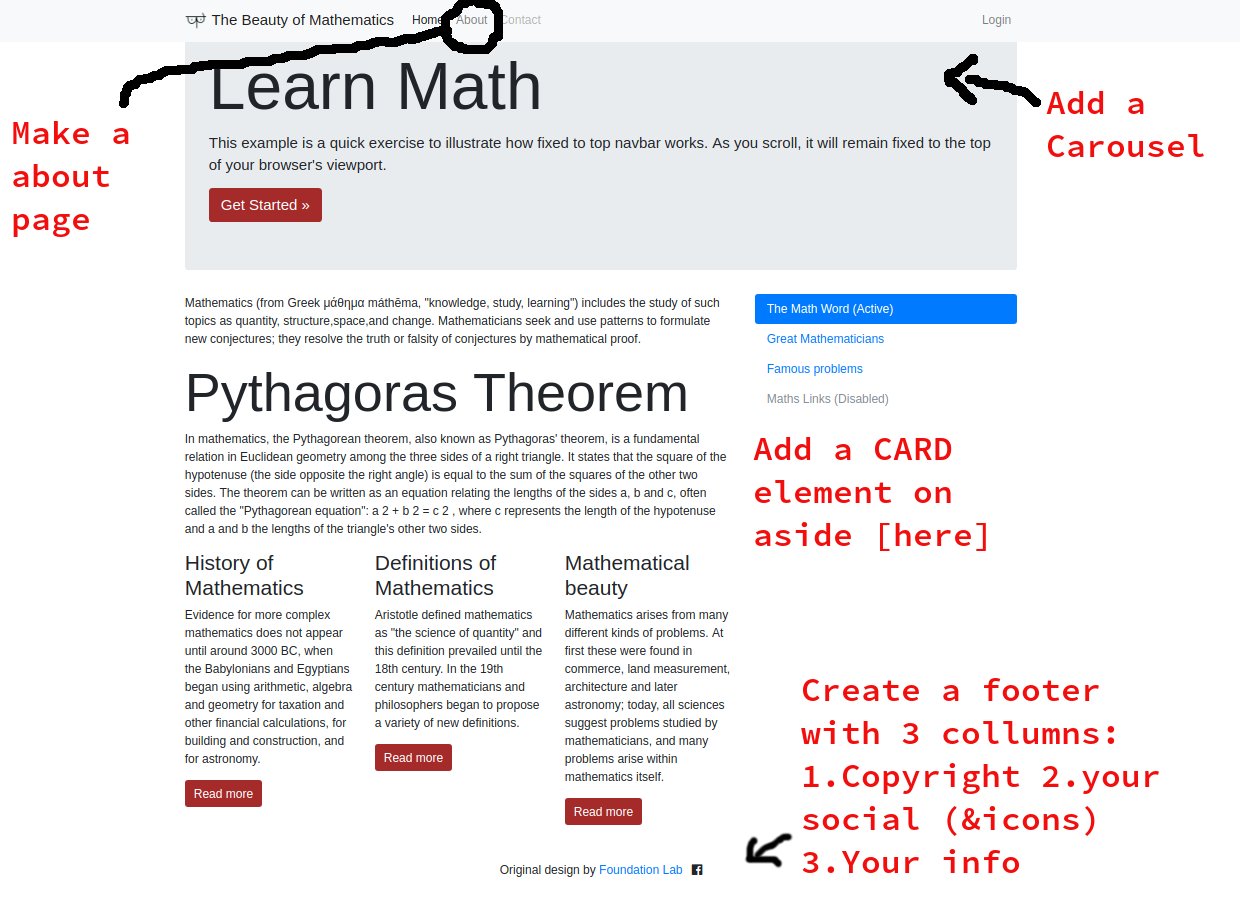 The Beauty of Mathematics Home About Contact Login
Learn Math
This example is a quick exercise to illustrate how fixed to top navbar works. As you scroll, it will remain fixed to the top
of your browser's viewport.
Get Started »
Make a
about
page
Add a
Carousel
Mathematics (from Greek μάθημα máthēma, "knowledge, study, learning") includes the study of such
topics as quantity, structure,space,and change. Mathematicians seek and use patterns to formulate
new conjectures; they resolve the truth or falsity of conjectures by mathematical proof.
Pythagoras Theorem
In mathematics, the Pythagorean theorem, also known as Pythagoras' theorem, is a fundamental
relation in Euclidean geometry among the three sides of a right triangle. It states that the square of the
hypotenuse (the side opposite the right angle) is equal to the sum of the squares of the other two
sides. The theorem can be written as an equation relating the lengths of the sides a, b and c, often
called the "Pythagorean equation": a 2 + b 2 = c 2 , where c represents the length of the hypotenuse
and a and b the lengths of the triangle's other two sides.
History of
Mathematics
Evidence for more complex
mathematics does not appear
until around 3000 BC, when
the Babylonians and Egyptians
began using arithmetic, algebra
and geometry for taxation and
other financial calculations, for
building and construction, and
for astronomy.
Read more
Definitions of
Mathematics
Aristotle defined mathematics
as "the science of quantity" and
this definition prevailed until the
18th century. In the 19th
century mathematicians and
philosophers began to propose
a variety of new definitions.
Read more
Mathematical
beauty
Mathematics arises from many
different kinds of problems. At
first these were found in
commerce, land measurement,
architecture and later
astronomy; today, all sciences
suggest problems studied by
mathematicians, and many
problems arise within
mathematics itself.
Read more
The Math Word (Active)
Great Mathematicians
Famous problems
Maths Links (Disabled)
Add a CARD
element on
aside [here]
Create a footer
with 3 collumns:
1.Copyright 2.your
social (&icons)
3.Your info
Original design by Foundation Lab